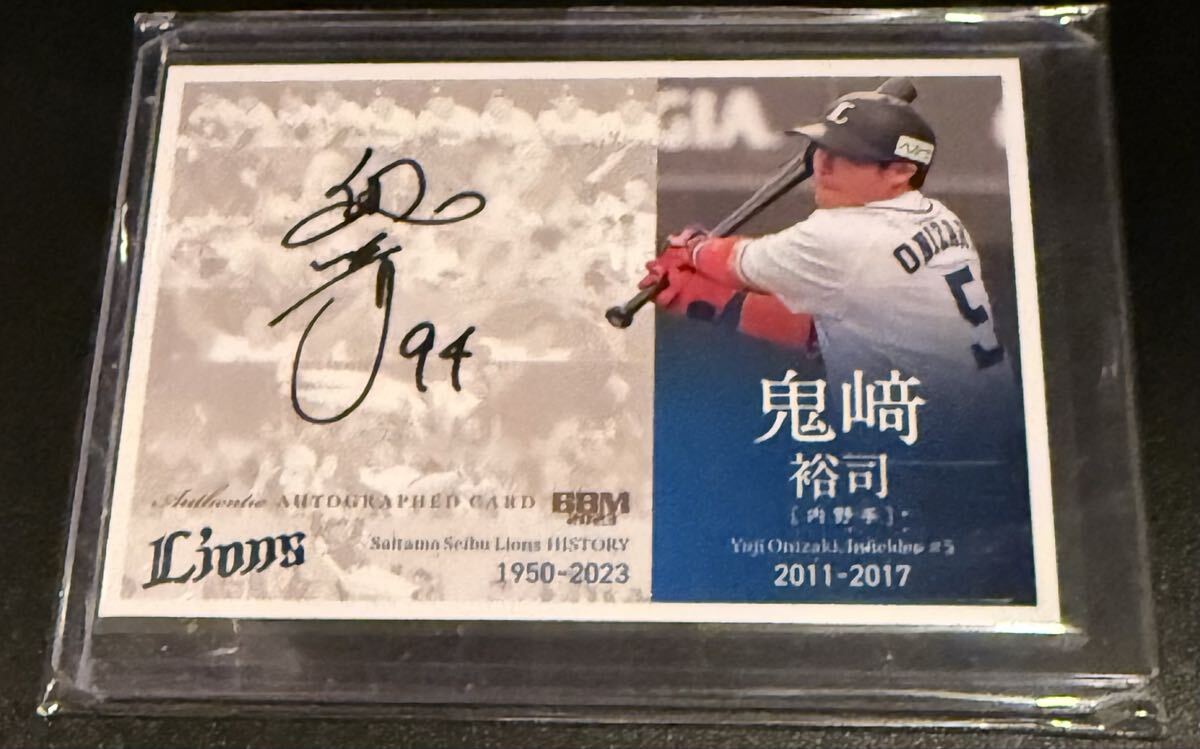 94
Authentic AUTOGRAPHED CARD BBM
2023
Lions
Saitama Seibu Lions HISTORY
1950-2023
GIA
L
ONIZAK
5
鬼﨑
裕司
[内野手]
Yuji Onizaki, Infielder #5
2011-2017